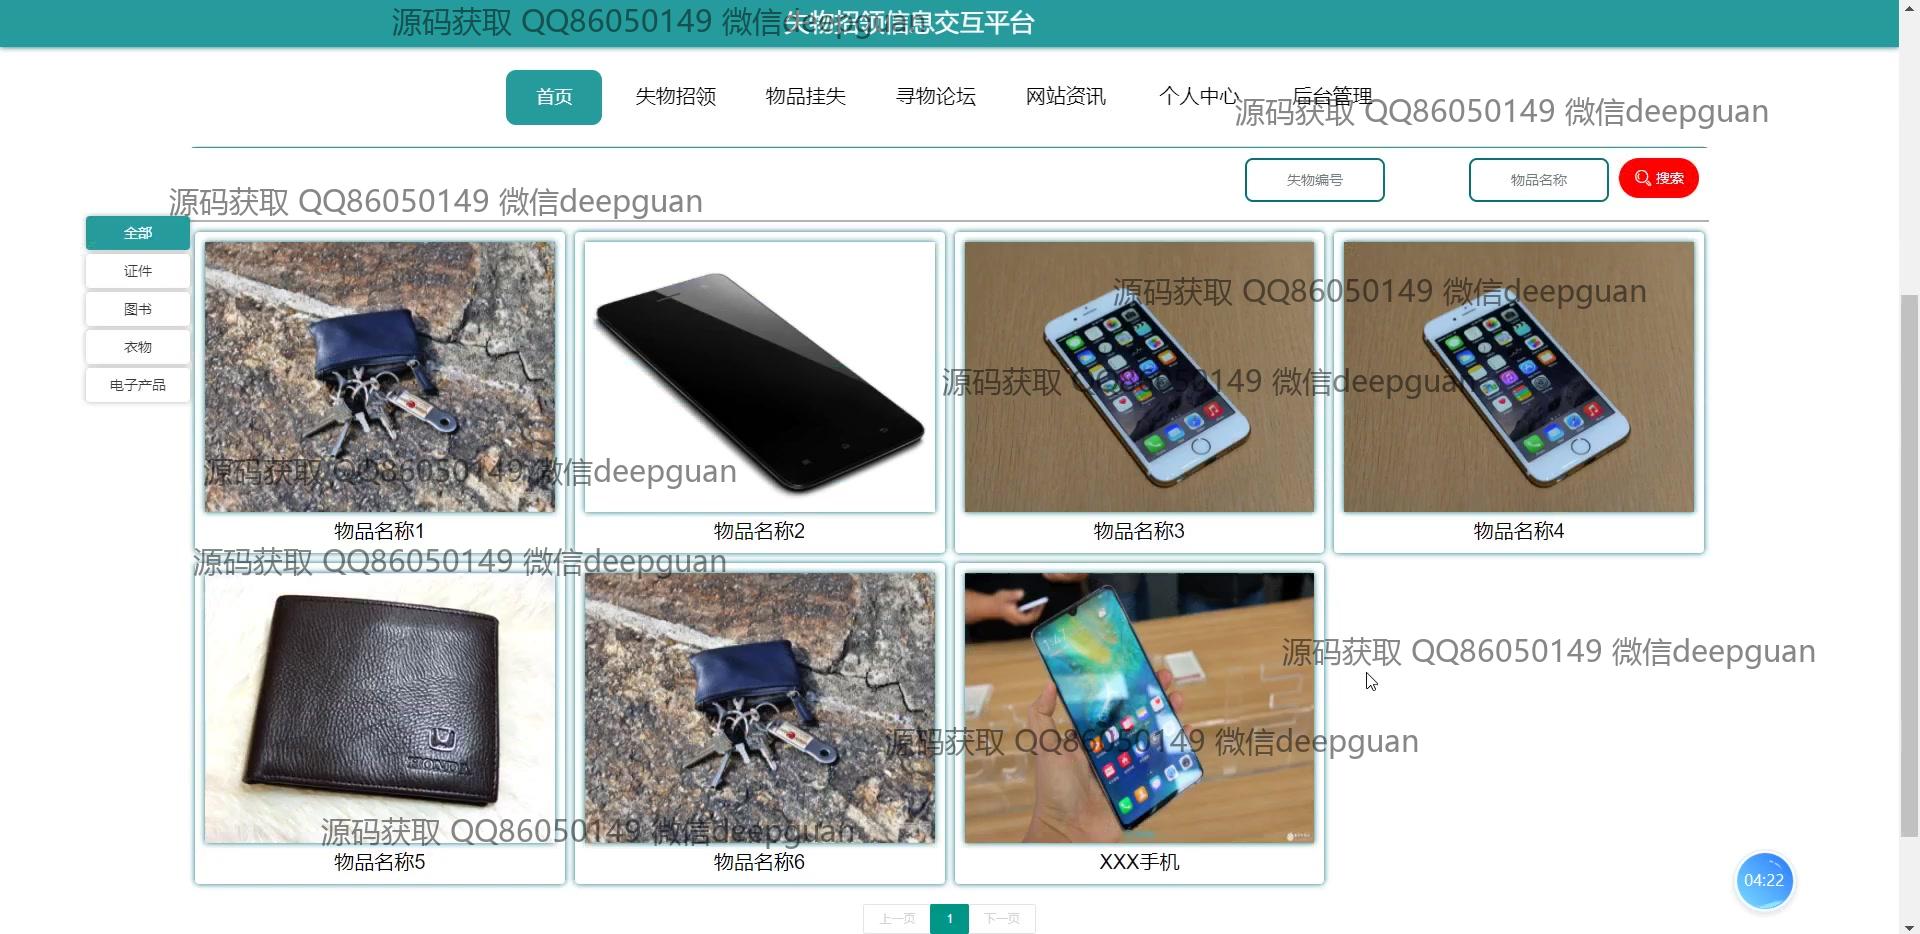 失物招领信息交互平台
源码获取 QQ86050149 微信deepguan
首页 失物招领 物品挂失 寻物论坛 网站资讯 个人中心 后台管理
源码获取 QQ86050149 微信deepguan
失物编号 物品名称 搜索
源码获取 QQ86050149 微信deepguan
全部
证件
图书
衣物
电子产品
源码获取 QQ86050149 微信deepguan
源码获取 QQ86050149 微信deepguan
源码获取 QQ86050149 微信deepguan
物品名称1 物品名称2 物品名称3 物品名称4
源码获取 QQ86050149 微信deepguan
源码获取 QQ86050149 微信deepguan
源码获取 QQ86050149 微信deepguan
HONDA
源码获取 QQ86050149 微信deepguan
物品名称5 物品名称6 XXX手机
04:22
上一页 1 下一页